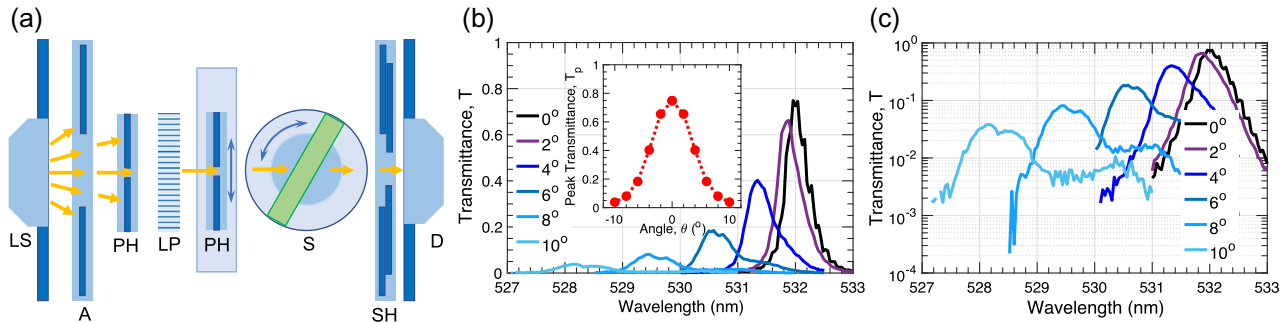 (a)
LS
A
PH
LP
PH
S
SH
D
(b)
Transmittance, T
1
0.8
0.6
0.4
0.2
0
527
528
529
530
531
532
533
Wavelength (nm)
Peak Transmittance, Tp
1
0.8
0.6
0.4
0.2
0
-10
0
10
Angle, θ (°)
0°
2°
4°
6°
8°
10°
(c)
Transmittance, T
10⁰
10⁻¹
10⁻²
10⁻³
10⁻⁴
527
528
529
530
531
532
533
Wavelength (nm)
0°
2°
4°
6°
8°
10°